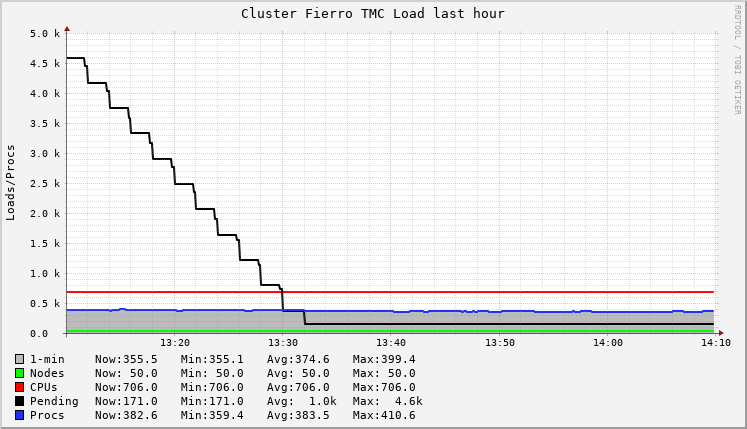 Cluster Fierro TMC Load last hour
RRDTOOL / TOBI OETIKER
Loads/Procs
5.0 k
4.5 k
4.0 k
3.5 k
3.0 k
2.5 k
2.0 k
1.5 k
1.0 k
0.5 k
0.0
13:20 13:30 13:40 13:50 14:00 14:10
1-min Now:355.5 Min:355.1 Avg:374.6 Max:399.4
Nodes Now: 50.0 Min: 50.0 Avg: 50.0 Max: 50.0
CPUs Now:706.0 Min:706.0 Avg:706.0 Max:706.0
Pending Now:171.0 Min:171.0 Avg: 1.0k Max: 4.6k
Procs Now:382.6 Min:359.4 Avg:383.5 Max:410.6